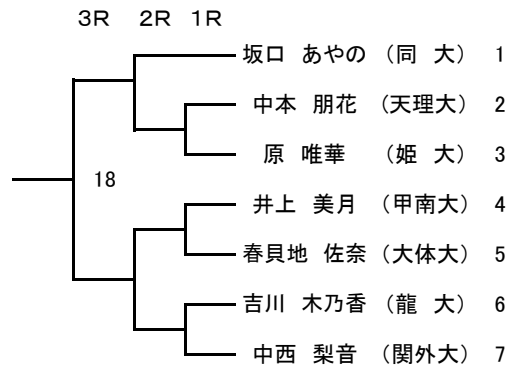 3R 2R 1R
坂口 あやの （同 大） 1
中本 朋花 （天理大） 2
原 唯華 （姫 大） 3
18
井上 美月 （甲南大） 4
春貝地 佐奈 （大体大） 5
吉川 木乃香 （龍 大） 6
中西 梨音 （関外大） 7